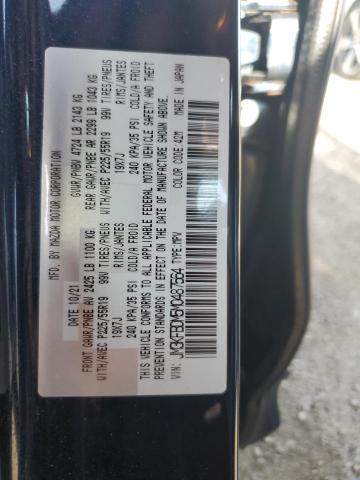 MFD. BY MAZDA MOTOR CORPORATION
DATE 10/21 GVWR/PNBV 4724 LB 2143 KG
FRONT GAWR/PNBE AV 2425 LB 1100 KG REAR GAWR/PNBE AR 2299 LB 1043 KG
WITH/AVEC P225/55R19 99V TIRES/PNEUS WITH/AVEC P225/55R19 99V TIRES/PNEUS
19X7J RIMS/JANTES 19X7J RIMS/JANTES
240 KPA/35 PSI COLD/A FROID 240 KPA/35 PSI COLD/A FROID
THIS VEHICLE CONFORMS TO ALL APPLICABLE FEDERAL MOTOR VEHICLE SAFETY AND THEFT
PREVENTION STANDARDS IN EFFECT ON THE DATE OF MANUFACTURE SHOWN ABOVE.
JM3KFBDM5N0487564 COLOR CODE:42M MADE IN JAPAN
VIN: TYPE:MPV